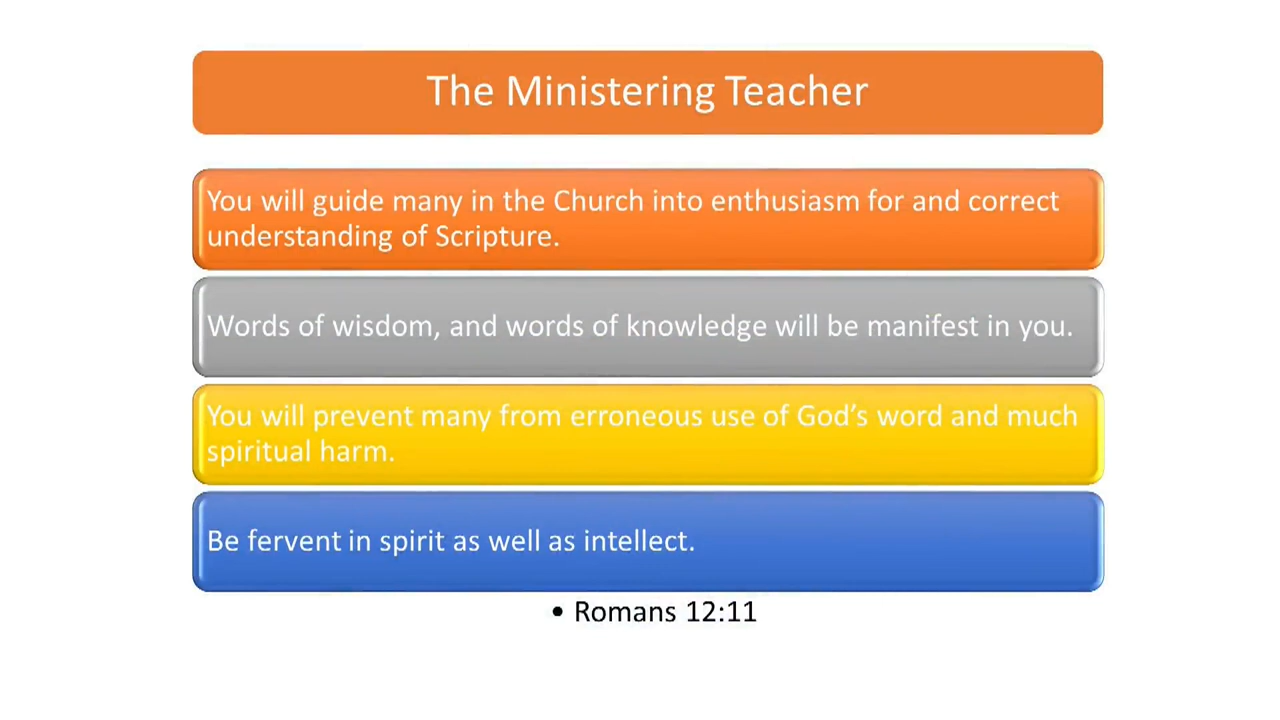 The Ministering Teacher
You will guide many in the Church into enthusiasm for and correct
understanding of Scripture.
Words of wisdom, and words of knowledge will be manifest in you.
You will prevent many from erroneous use of God’s word and much
spiritual harm.
Be fervent in spirit as well as intellect.
• Romans 12:11